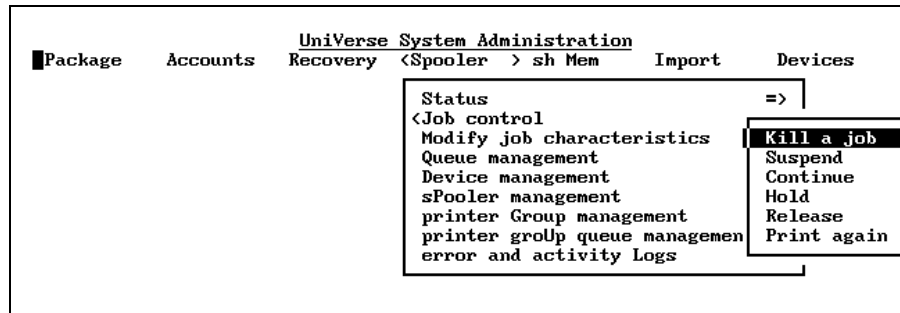 UniVerse System Administration
Package Accounts Recovery <Spooler > sh Mem Import Devices
Status =>
<Job control
Modify job characteristics Kill a job
Queue management Suspend
Device management Continue
sPooler management Hold
printer Group management Release
printer groUp queue managemen Print again
error and activity Logs